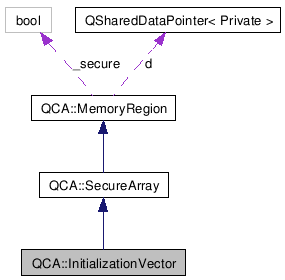 bool
QSharedDataPointer< Private >
_secure
d
QCA::MemoryRegion
QCA::SecureArray
QCA::InitializationVector